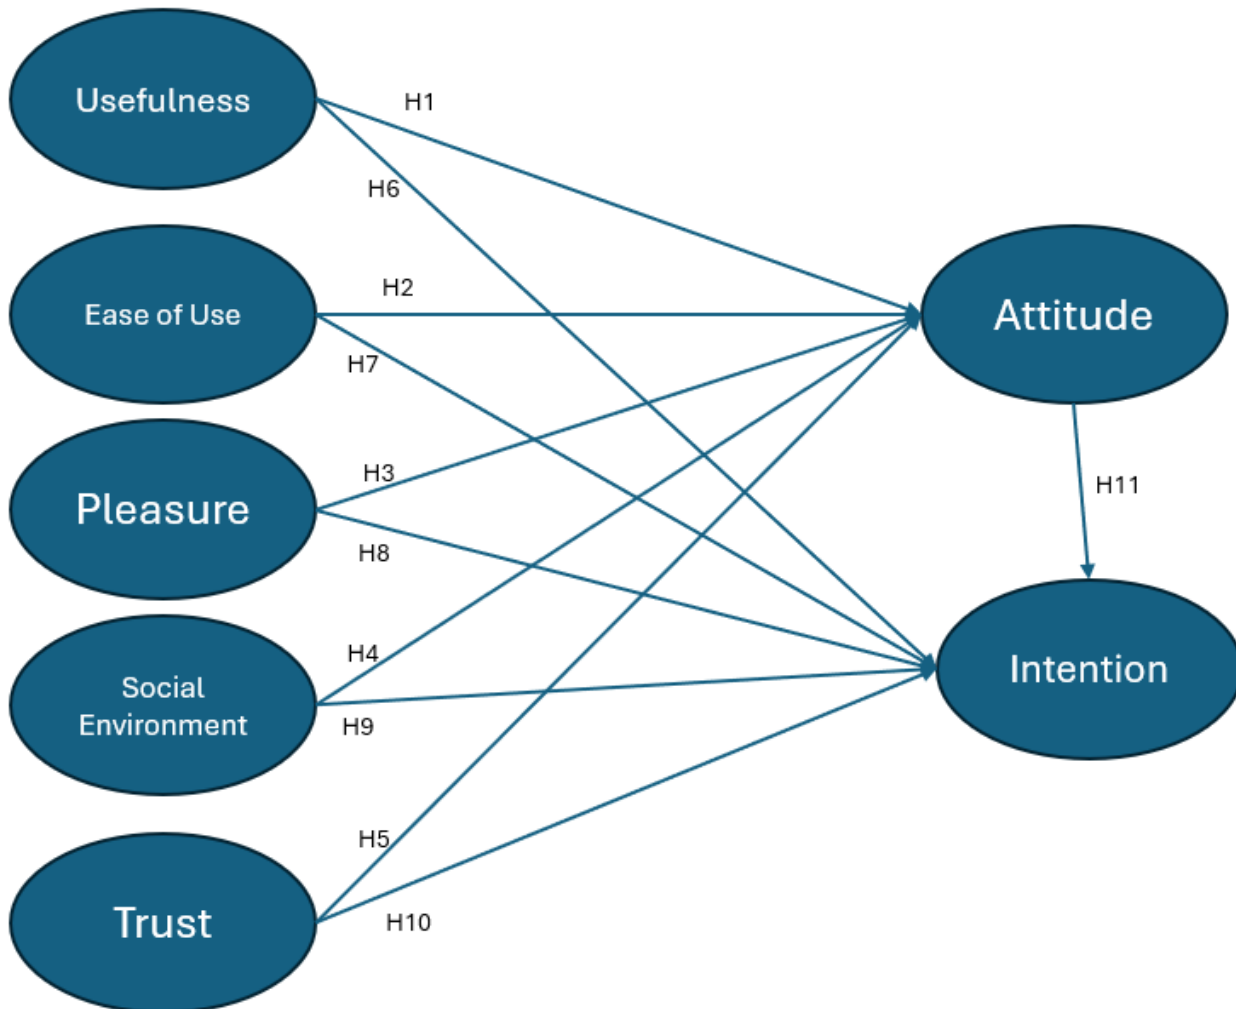 Usefulness
H1
H6
Ease of Use
H2
H7
Attitude
Pleasure
H3
H8
H11
Social
Environment
H4
H9
Intention
Trust
H5
H10